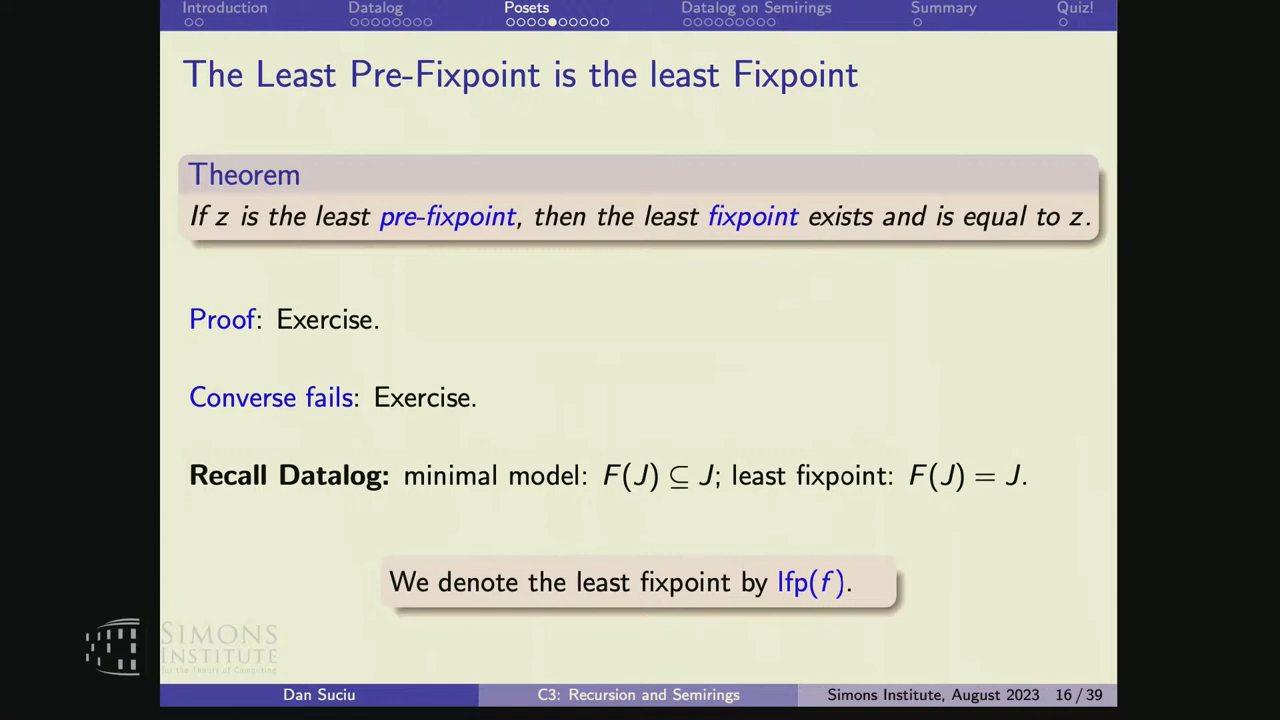 Introduction Datalog Posets Datalog on Semirings Summary Quiz!
The Least Pre-Fixpoint is the least Fixpoint
Theorem
If z is the least pre-fixpoint, then the least fixpoint exists and is equal to z.
Proof: Exercise.
Converse fails: Exercise.
Recall Datalog: minimal model: F(J) ⊆ J; least fixpoint: F(J) = J.
We denote the least fixpoint by lfp(f).
SIMONS
INSTITUTE
for the Theory of Computing
Dan Suciu C3: Recursion and Semirings Simons Institute, August 2023 16 / 39